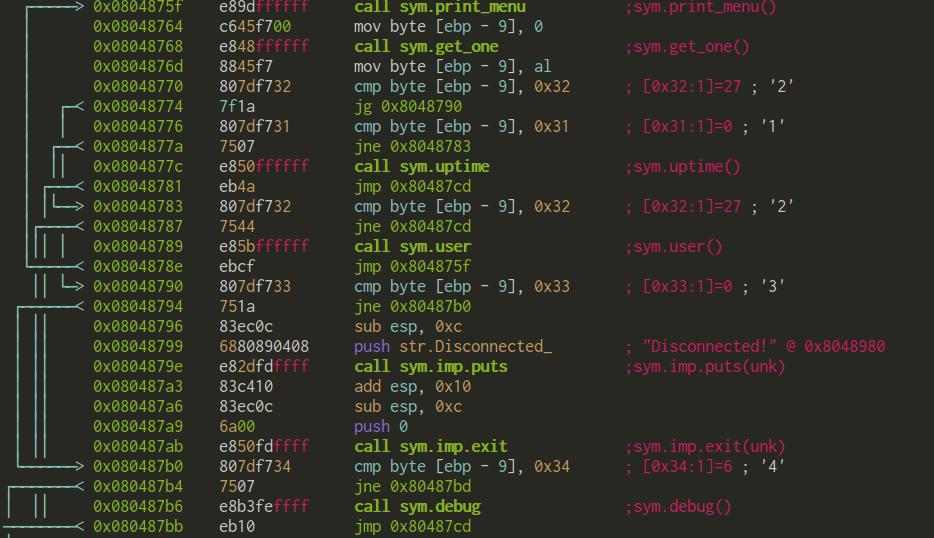 0x0804875f e89dffffff call sym.print_menu ;sym.print_menu()
0x08048764 c645f700 mov byte [ebp - 9], 0
0x08048768 e848ffffff call sym.get_one ;sym.get_one()
0x0804876d 8845f7 mov byte [ebp - 9], al
0x08048770 807df732 cmp byte [ebp - 9], 0x32 ; [0x32:1]=27 ; '2'
0x08048774 7f1a jg 0x8048790
0x08048776 807df731 cmp byte [ebp - 9], 0x31 ; [0x31:1]=0 ; '1'
0x0804877a 7507 jne 0x8048783
0x0804877c e850ffffff call sym.uptime ;sym.uptime()
0x08048781 eb4a jmp 0x80487cd
0x08048783 807df732 cmp byte [ebp - 9], 0x32 ; [0x32:1]=27 ; '2'
0x08048787 7544 jne 0x80487cd
0x08048789 e85bffffff call sym.user ;sym.user()
0x0804878e ebcf jmp 0x804875f
0x08048790 807df733 cmp byte [ebp - 9], 0x33 ; [0x33:1]=0 ; '3'
0x08048794 751a jne 0x80487b0
0x08048796 83ec0c sub esp, 0xc
0x08048799 6880890408 push str.Disconnected_ ; "Disconnected!" @ 0x8048980
0x0804879e e82dfdffff call sym.imp.puts ;sym.imp.puts(unk)
0x080487a3 83c410 add esp, 0x10
0x080487a6 83ec0c sub esp, 0xc
0x080487a9 6a00 push 0
0x080487ab e850fdffff call sym.imp.exit ;sym.imp.exit(unk)
0x080487b0 807df734 cmp byte [ebp - 9], 0x34 ; [0x34:1]=6 ; '4'
0x080487b4 7507 jne 0x80487bd
0x080487b6 e8b3feffff call sym.debug ;sym.debug()
0x080487bb eb10 jmp 0x80487cd